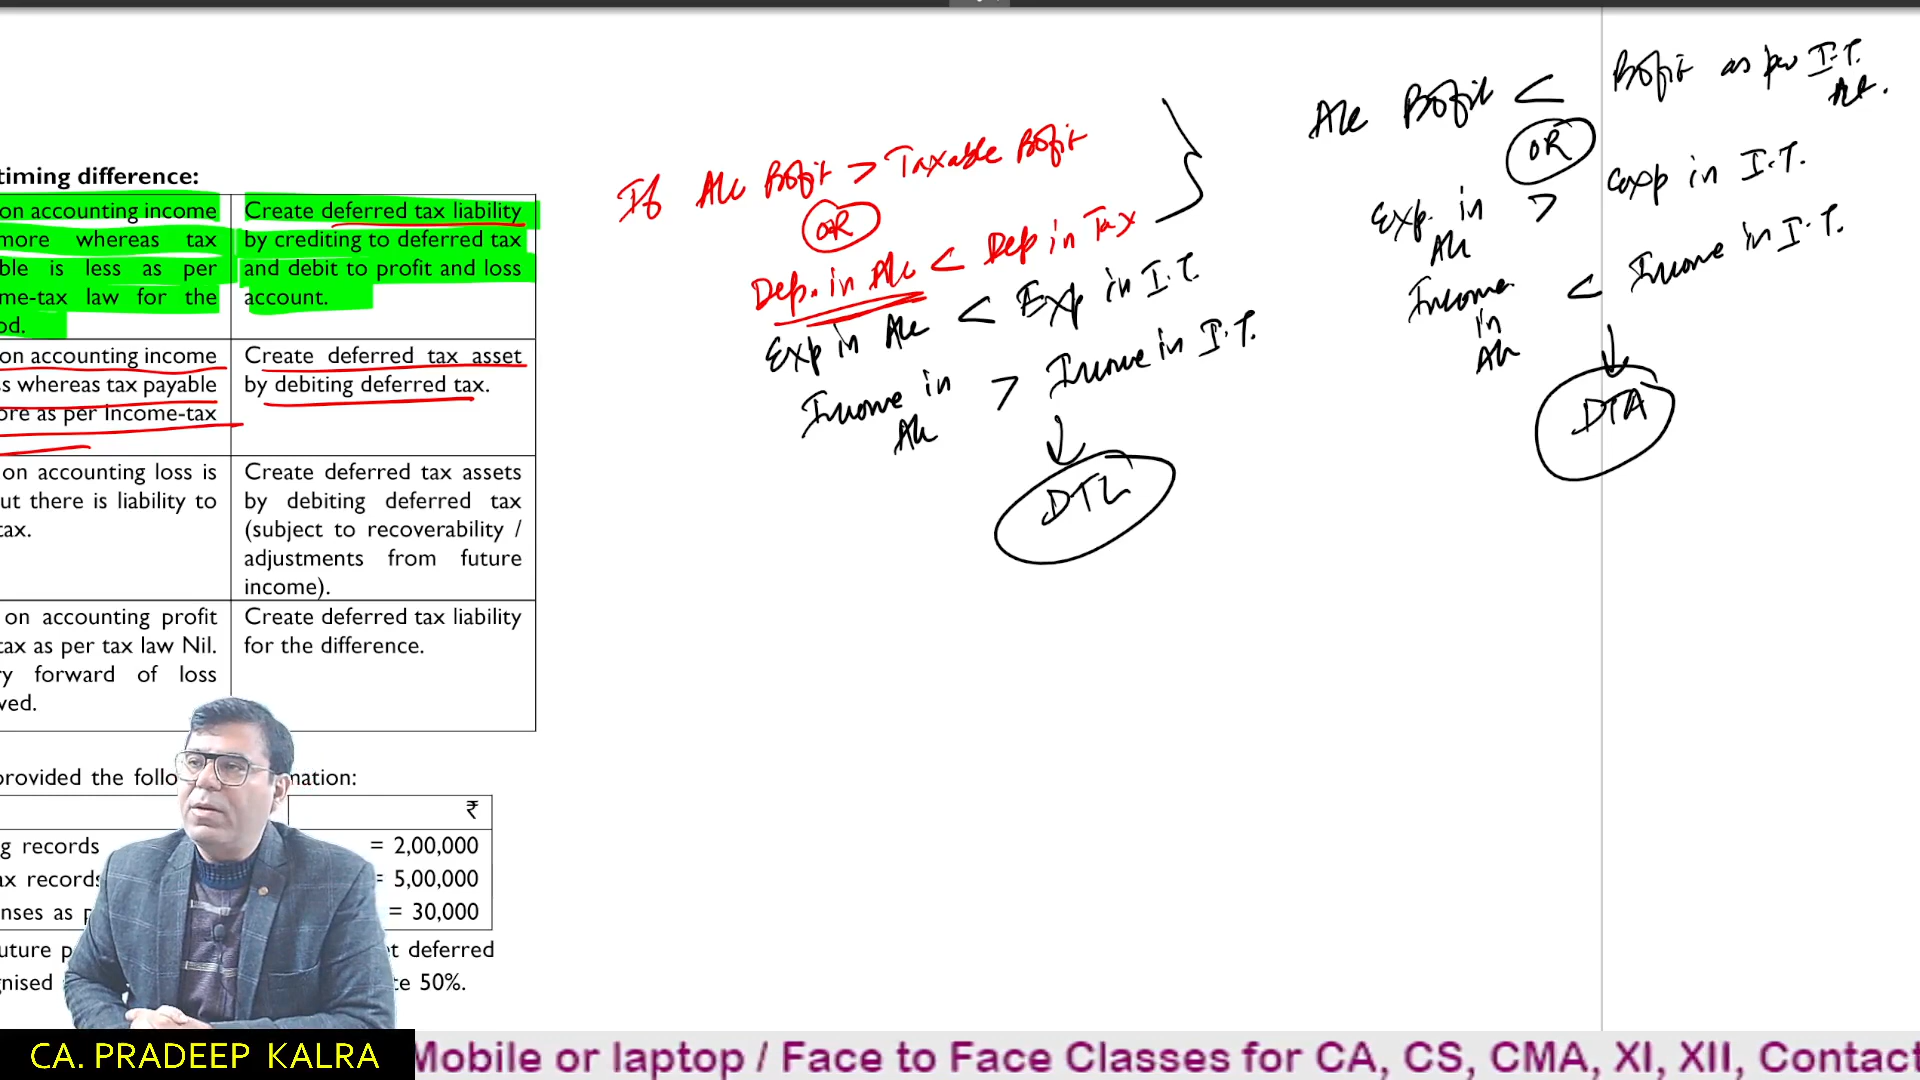 timing difference:
on accounting income
more whereas tax
ble is less as per
me-tax law for the
od.
Create deferred tax liability
by crediting to deferred tax
and debit to profit and loss
account.
on accounting income
s whereas tax payable
ore as per Income-tax
Create deferred tax asset
by debiting deferred tax.
on accounting loss is
ut there is liability to
tax.
Create deferred tax assets
by debiting deferred tax
(subject to recoverability /
adjustments from future
income).
on accounting profit
tax as per tax law Nil.
ry forward of loss
wed.
Create deferred tax liability
for the difference.
provided the follo mation:
₹
g records = 2,00,000
ax records = 5,00,000
nses as p = 30,000
uture p t deferred
gnised te 50%.
If A/c Profit > Taxable Profit
OR
Dep. in A/c < Dep in Tax
Exp in A/c < Exp in I.T.
Income in A/c > Income in I.T.
DTL
A/c Profit < Profit as per I.T. Act.
OR
Exp. in A/c > exp in I.T.
Income in A/c < Income in I.T.
DTA
CA. PRADEEP KALRA
Mobile or laptop / Face to Face Classes for CA, CS, CMA, XI, XII, Contact